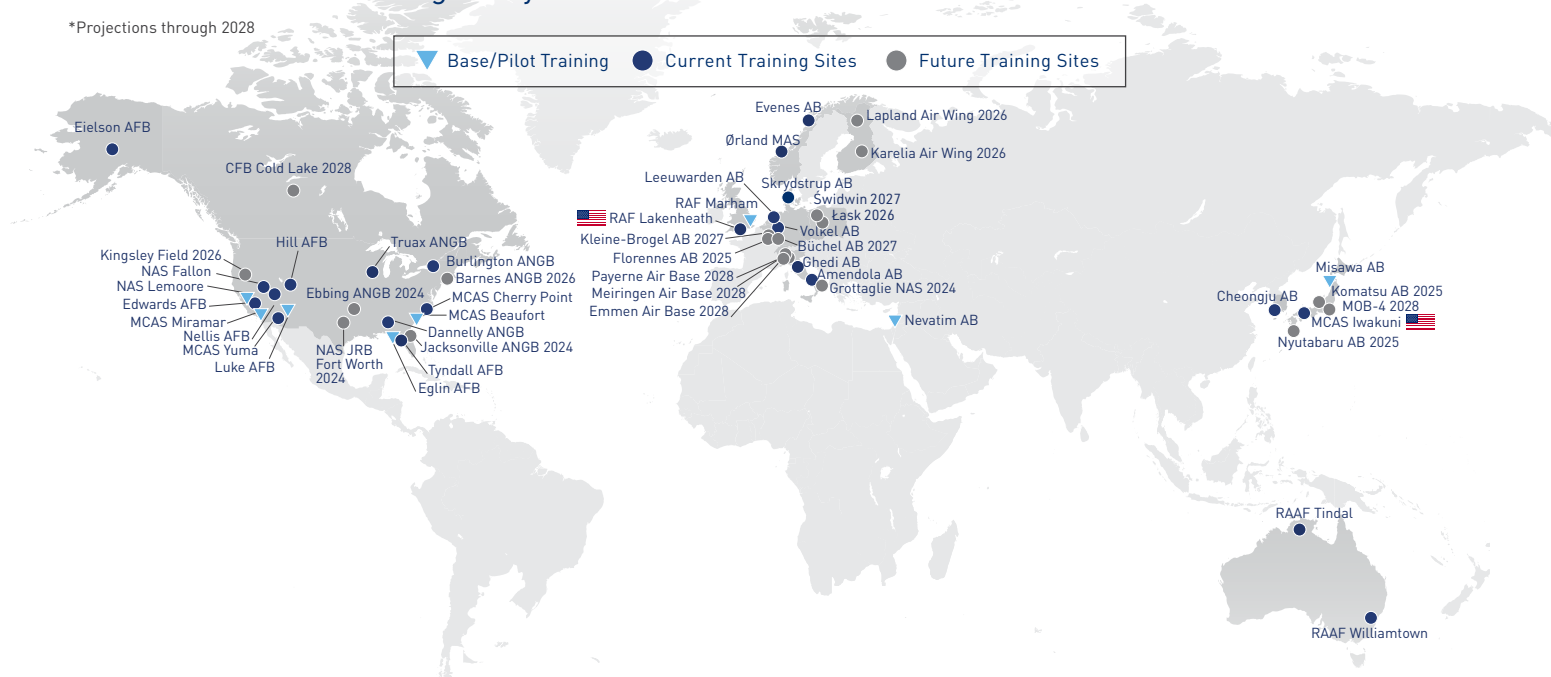 *Projections through 2028
Base/Pilot Training
Current Training Sites
Future Training Sites
Eielson AFB
CFB Cold Lake 2028
Hill AFB
Truax ANGB
Kingsley Field 2026
NAS Fallon
NAS Lemoore
Edwards AFB
MCAS Miramar
Nellis AFB
MCAS Yuma
Luke AFB
Ebbing ANGB 2024
NAS JRB
Fort Worth
2024
Burlington ANGB
Barnes ANGB 2026
MCAS Cherry Point
MCAS Beaufort
Dannelly ANGB
Jacksonville ANGB 2024
Tyndall AFB
Eglin AFB
Evenes AB
Lapland Air Wing 2026
Ørland MAS
Karelia Air Wing 2026
Leeuwarden AB
Skrydstrup AB
RAF Marham
Świdwin 2027
RAF Lakenheath
Łask 2026
Volkel AB
Kleine-Brogel AB 2027
Büchel AB 2027
Florennes AB 2025
Ghedi AB
Payerne Air Base 2028
Amendola AB
Meiringen Air Base 2028
Grottaglie NAS 2024
Emmen Air Base 2028
Nevatim AB
Misawa AB
Cheongju AB
Komatsu AB 2025
MOB-4 2028
MCAS Iwakuni
Nyutabaru AB 2025
RAAF Tindal
RAAF Williamtown